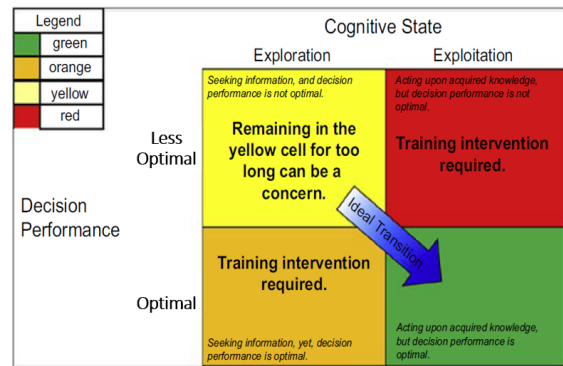 Legend
green
orange
yellow
red
Cognitive State
Exploration
Exploitation
Decision
Performance
Less
Optimal
Optimal
Seeking information, and decision
performance is not optimal.
Remaining in the
yellow cell for too
long can be a
concern.
Acting upon acquired knowledge,
but decision performance is not
optimal.
Training intervention
required.
Ideal Transition
Training intervention
required.
Seeking information, yet, decision
performance is optimal.
Acting upon acquired knowledge,
but decision performance is
optimal.